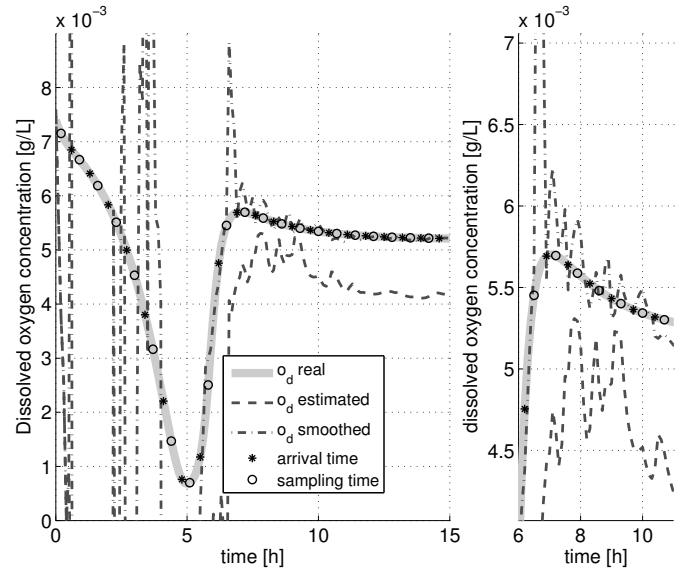 x 10⁻³
Dissolved oxygen concentration [g/L]
8
7
6
5
4
3
2
1
0
0 5 10 15
time [h]
o_d real
o_d estimated
o_d smoothed
arrival time
sampling time
x 10⁻³
dissolved oxygen concentration [g/L]
7
6.5
6
5.5
5
4.5
6 8 10
time [h]